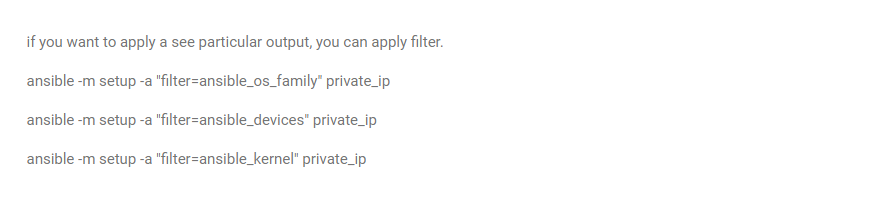 if you want to apply a see particular output, you can apply filter.
ansible -m setup -a "filter=ansible_os_family" private_ip
ansible -m setup -a "filter=ansible_devices" private_ip
ansible -m setup -a "filter=ansible_kernel" private_ip